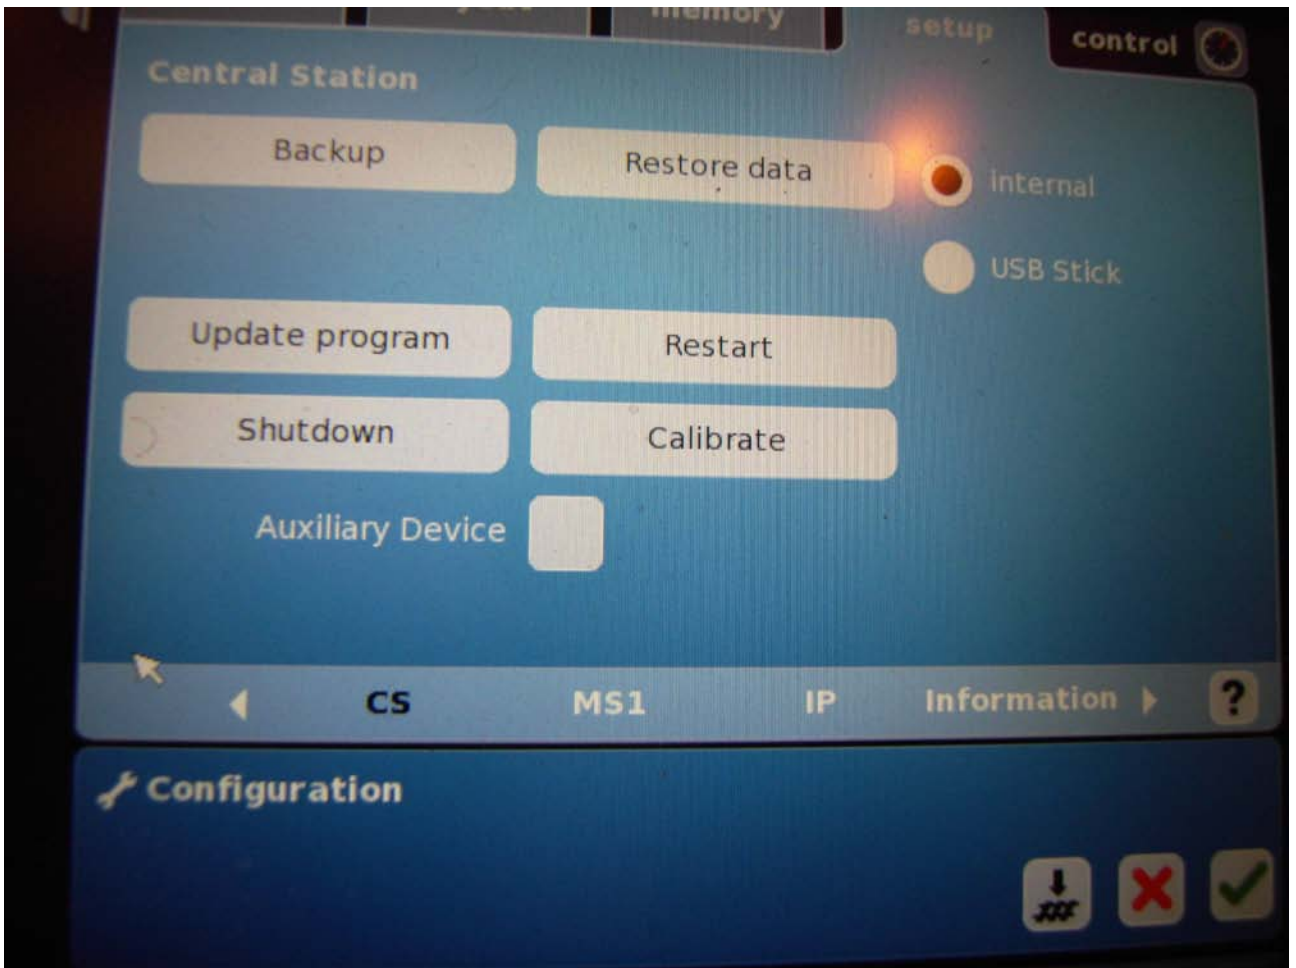 memory
setup
control
Central Station
Backup
Restore data
internal
USB Stick
Update program
Restart
Shutdown
Calibrate
Auxiliary Device
CS
MS1
IP
Information
?
Configuration